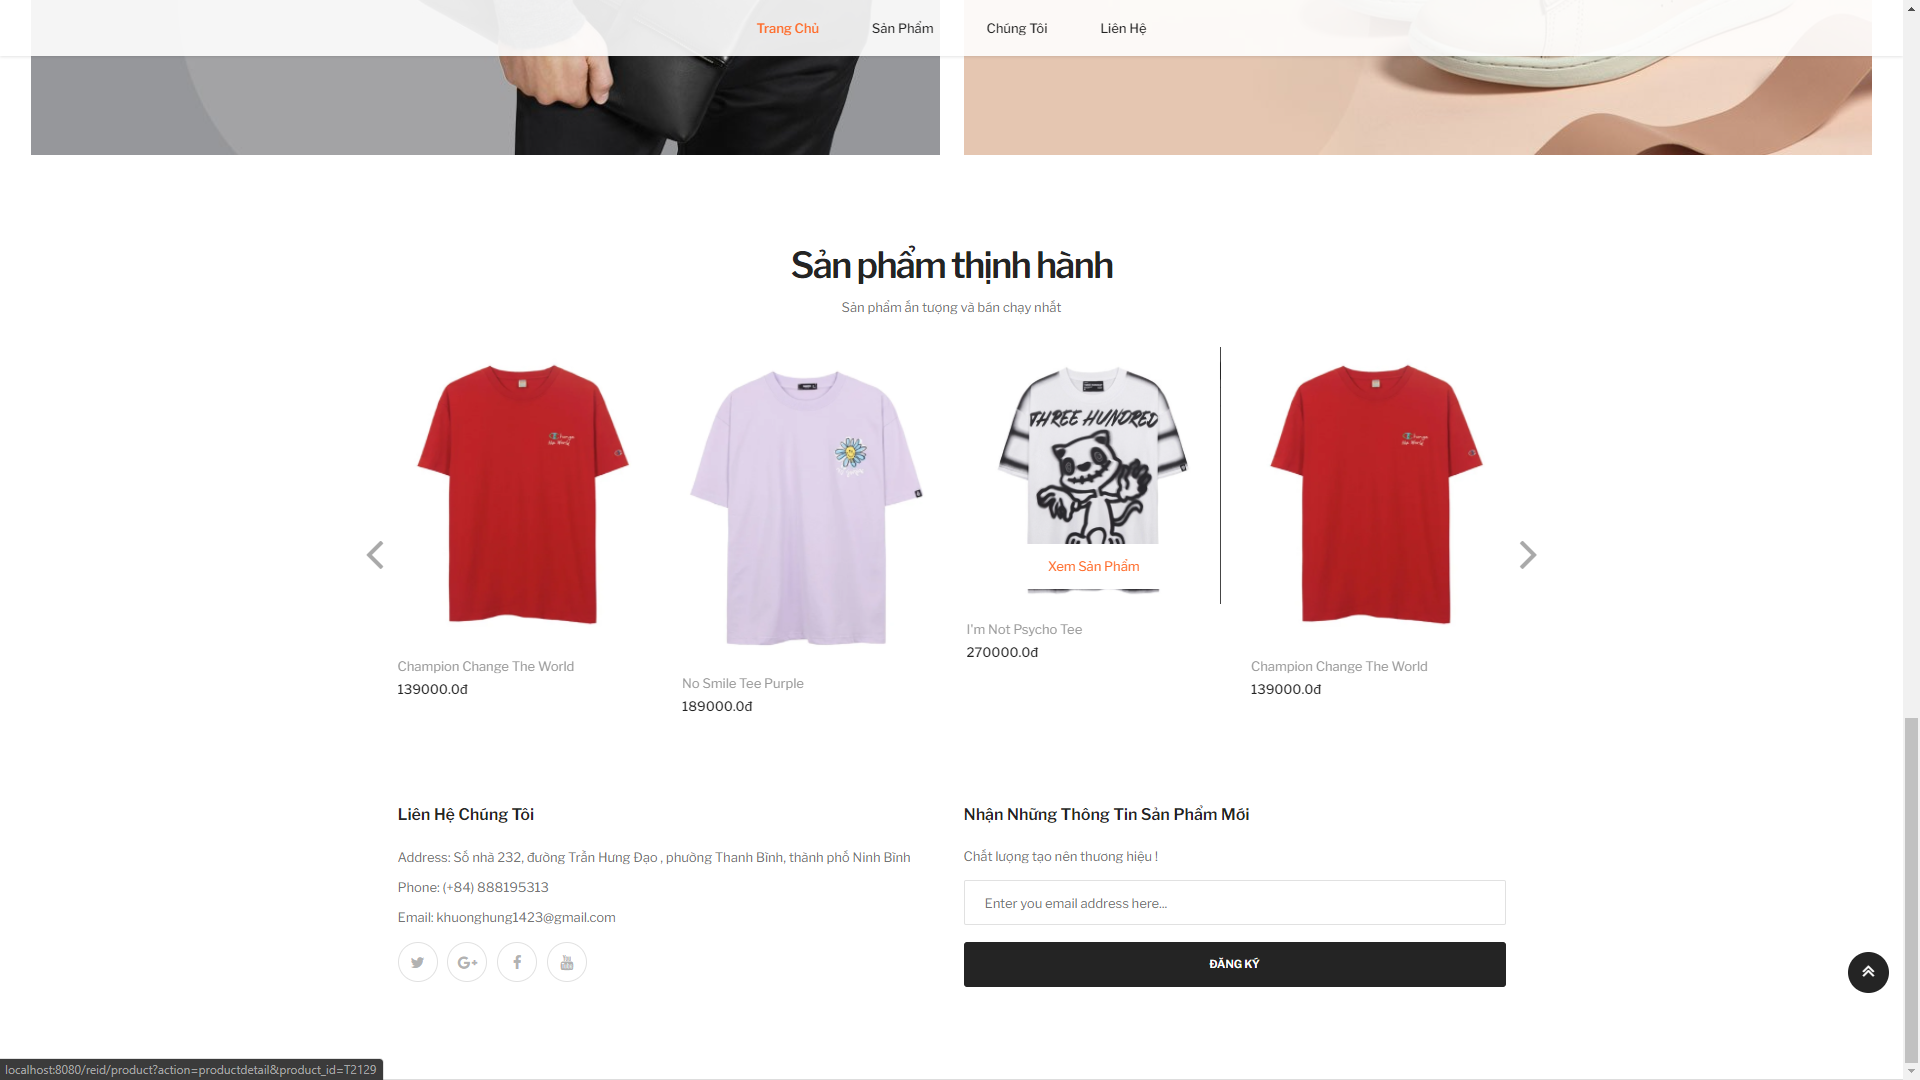 Trang Chủ
Sản Phẩm
Chúng Tôi
Liên Hệ
Sản phẩm thịnh hành
Sản phẩm ấn tượng và bán chạy nhất
THREE HUNDRED
Xem Sản Phẩm
Champion Change The World
139000.0đ
No Smile Tee Purple
189000.0đ
I'm Not Psycho Tee
270000.0đ
Champion Change The World
139000.0đ
Liên Hệ Chúng Tôi
Address: Số nhà 232, đường Trần Hưng Đạo , phường Thanh Bình, thành phố Ninh Bình
Phone: (+84) 888195313
Email: khuonghung1423@gmail.com
Nhận Những Thông Tin Sản Phẩm Mới
Chất lượng tạo nên thương hiệu !
Enter you email address here...
ĐĂNG KÝ
localhost:8080/reid/product?action=productdetail&product_id=T2129